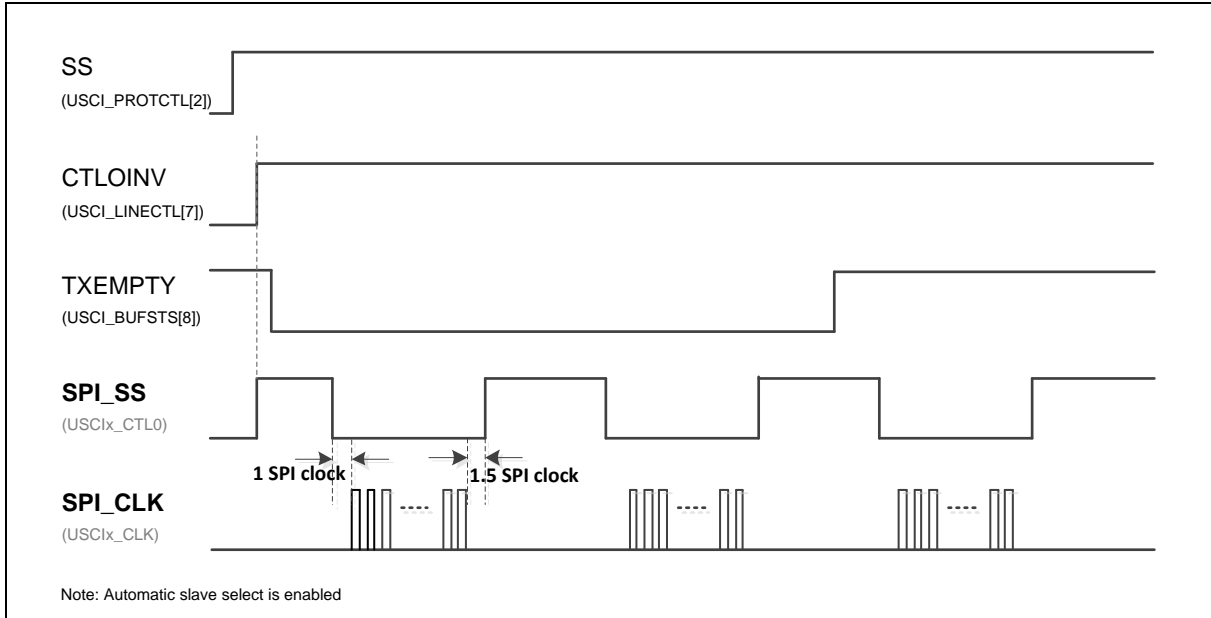 SS
(USCI_PROTCTL[2])
CTLOINV
(USCI_LINECTL[7])
TXEMPTY
(USCI_BUFSTS[8])
SPI_SS
(USCIx_CTL0)
1 SPI clock
1.5 SPI clock
SPI_CLK
(USCIx_CLK)
Note: Automatic slave select is enabled